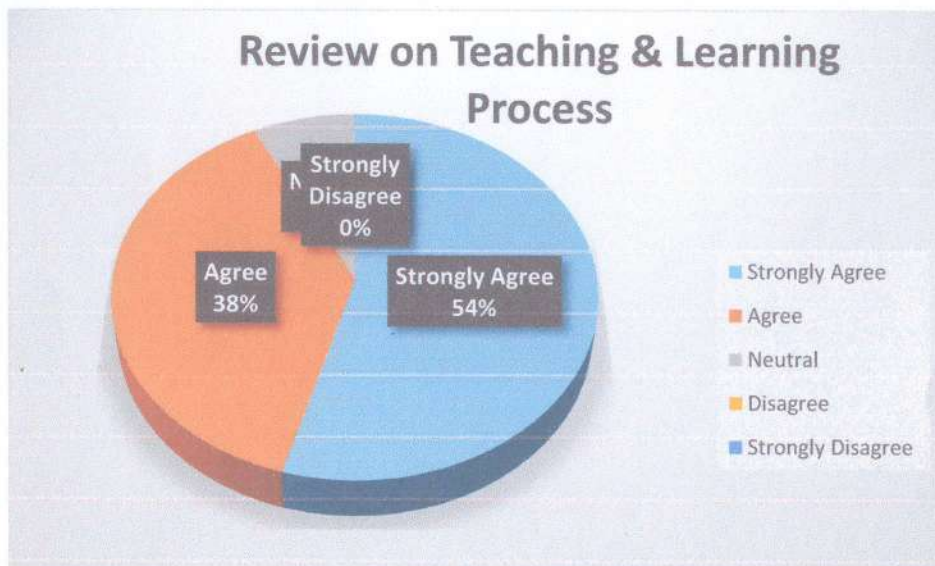 Review on Teaching & Learning
Process
Strongly
Disagree
0%
Agree
38%
Strongly Agree
54%
Strongly Agree
Agree
Neutral
Disagree
Strongly Disagree